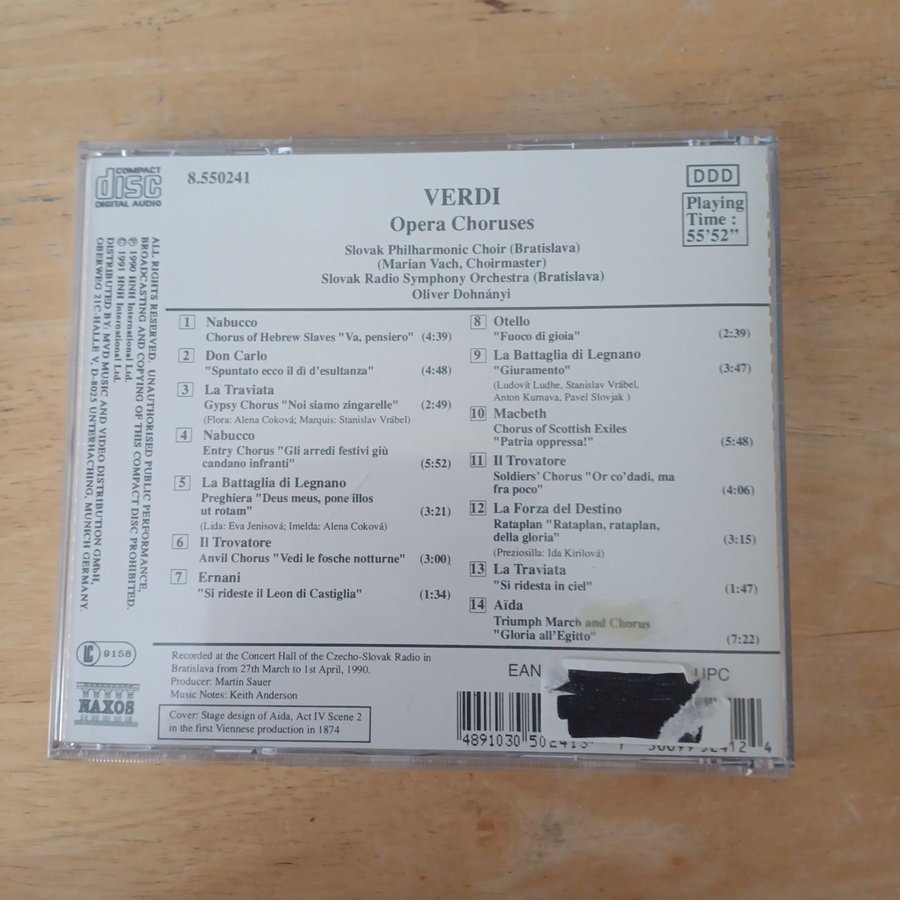 COMPACT
disc
DIGITAL AUDIO
8.550241
VERDI
Opera Choruses
Slovak Philharmonic Choir (Bratislava)
(Marian Vach, Choirmaster)
Slovak Radio Symphony Orchestra (Bratislava)
Oliver Dohnányi
DDD
Playing
Time :
55'52"
ALL RIGHTS RESERVED. UNAUTHORISED PUBLIC PERFORMANCE,
BROADCASTING AND COPYING OF THIS COMPACT DISC PROHIBITED.
℗ 1990 HNH International Ltd.
© 1991 HNH International Ltd.
DISTRIBUTED BY: MVD MUSIC AND VIDEO DISTRIBUTION GMBH,
OBERWEG 21C-HALLE V, D-8025 UNTERHACHING, MUNICH GERMANY.
1 Nabucco
Chorus of Hebrew Slaves "Va, pensiero" (4:39)
2 Don Carlo
"Spuntato ecco il dì d'esultanza" (4:48)
3 La Traviata
Gypsy Chorus "Noi siamo zingarelle" (2:49)
(Flora: Alena Coková; Marquis: Stanislav Vrábel)
4 Nabucco
Entry Chorus "Gli arredi festivi giù
candano infranti" (5:52)
5 La Battaglia di Legnano
Preghiera "Deus meus, pone illos
ut rotam" (3:21)
(Lida: Eva Jenisová; Imelda: Alena Coková)
6 Il Trovatore
Anvil Chorus "Vedi le fosche notturne" (3:00)
7 Ernani
"Si rideste il Leon di Castiglia" (1:34)
8 Otello
"Fuoco di gioia" (2:39)
9 La Battaglia di Legnano
"Giuramento" (3:47)
(Ludovít Ludhe, Stanislav Vrábel,
Anton Kurnava, Pavel Slovjak )
10 Macbeth
Chorus of Scottish Exiles
"Patria oppressa!" (5:48)
11 Il Trovatore
Soldiers' Chorus "Or co'dadi, ma
fra poco" (4:06)
12 La Forza del Destino
Rataplan "Rataplan, rataplan,
della gloria" (3:15)
(Preziosilla: Ida Kirilová)
13 La Traviata
"Si ridesta in ciel" (1:47)
14 Aïda
Triumph March and Chorus
"Gloria all'Egitto" (7:22)
LC 9158
NAXOS
Recorded at the Concert Hall of the Czecho-Slovak Radio in
Bratislava from 27th March to 1st April, 1990.
Producer: Martin Sauer
Music Notes: Keith Anderson
Cover: Stage design of Aida, Act IV Scene 2
in the first Viennese production in 1874
EAN
UPC
4891030 502413
4